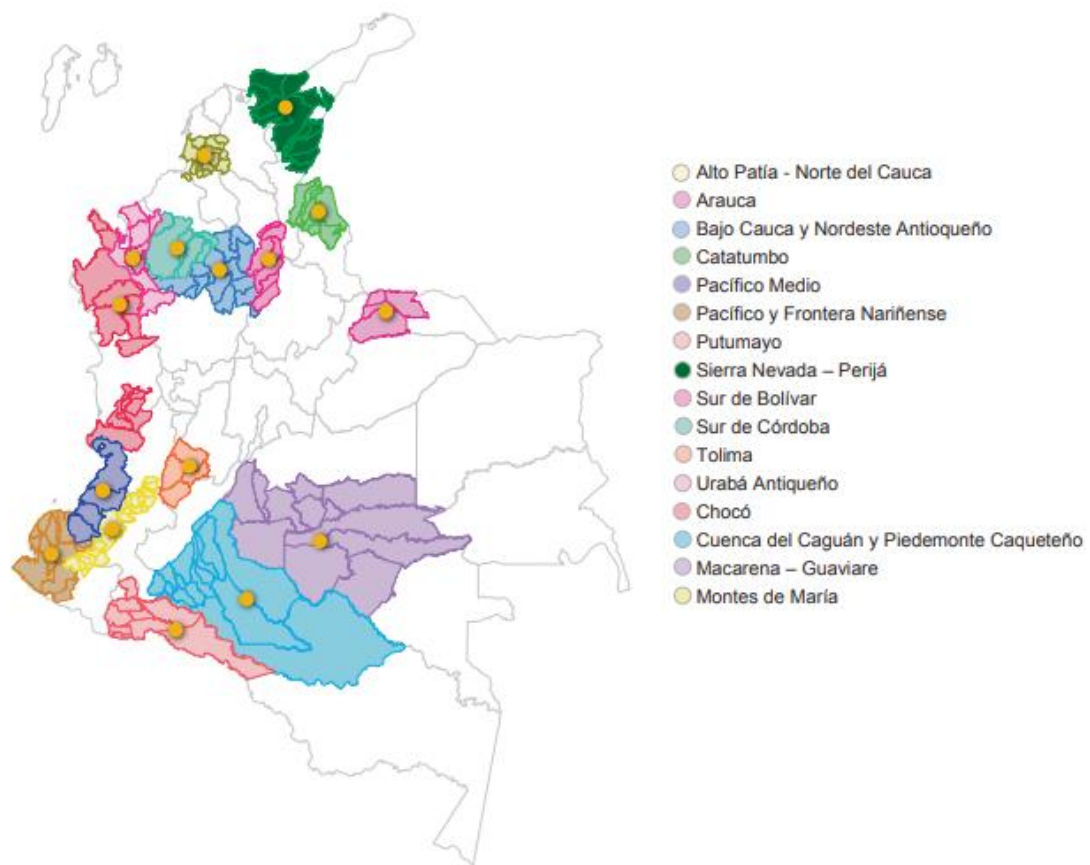 Alto Patía - Norte del Cauca
Arauca
Bajo Cauca y Nordeste Antioqueño
Catatumbo
Pacífico Medio
Pacífico y Frontera Nariñense
Putumayo
Sierra Nevada – Perijá
Sur de Bolívar
Sur de Córdoba
Tolima
Urabá Antiqueño
Chocó
Cuenca del Caguán y Piedemonte Caqueteño
Macarena – Guaviare
Montes de María